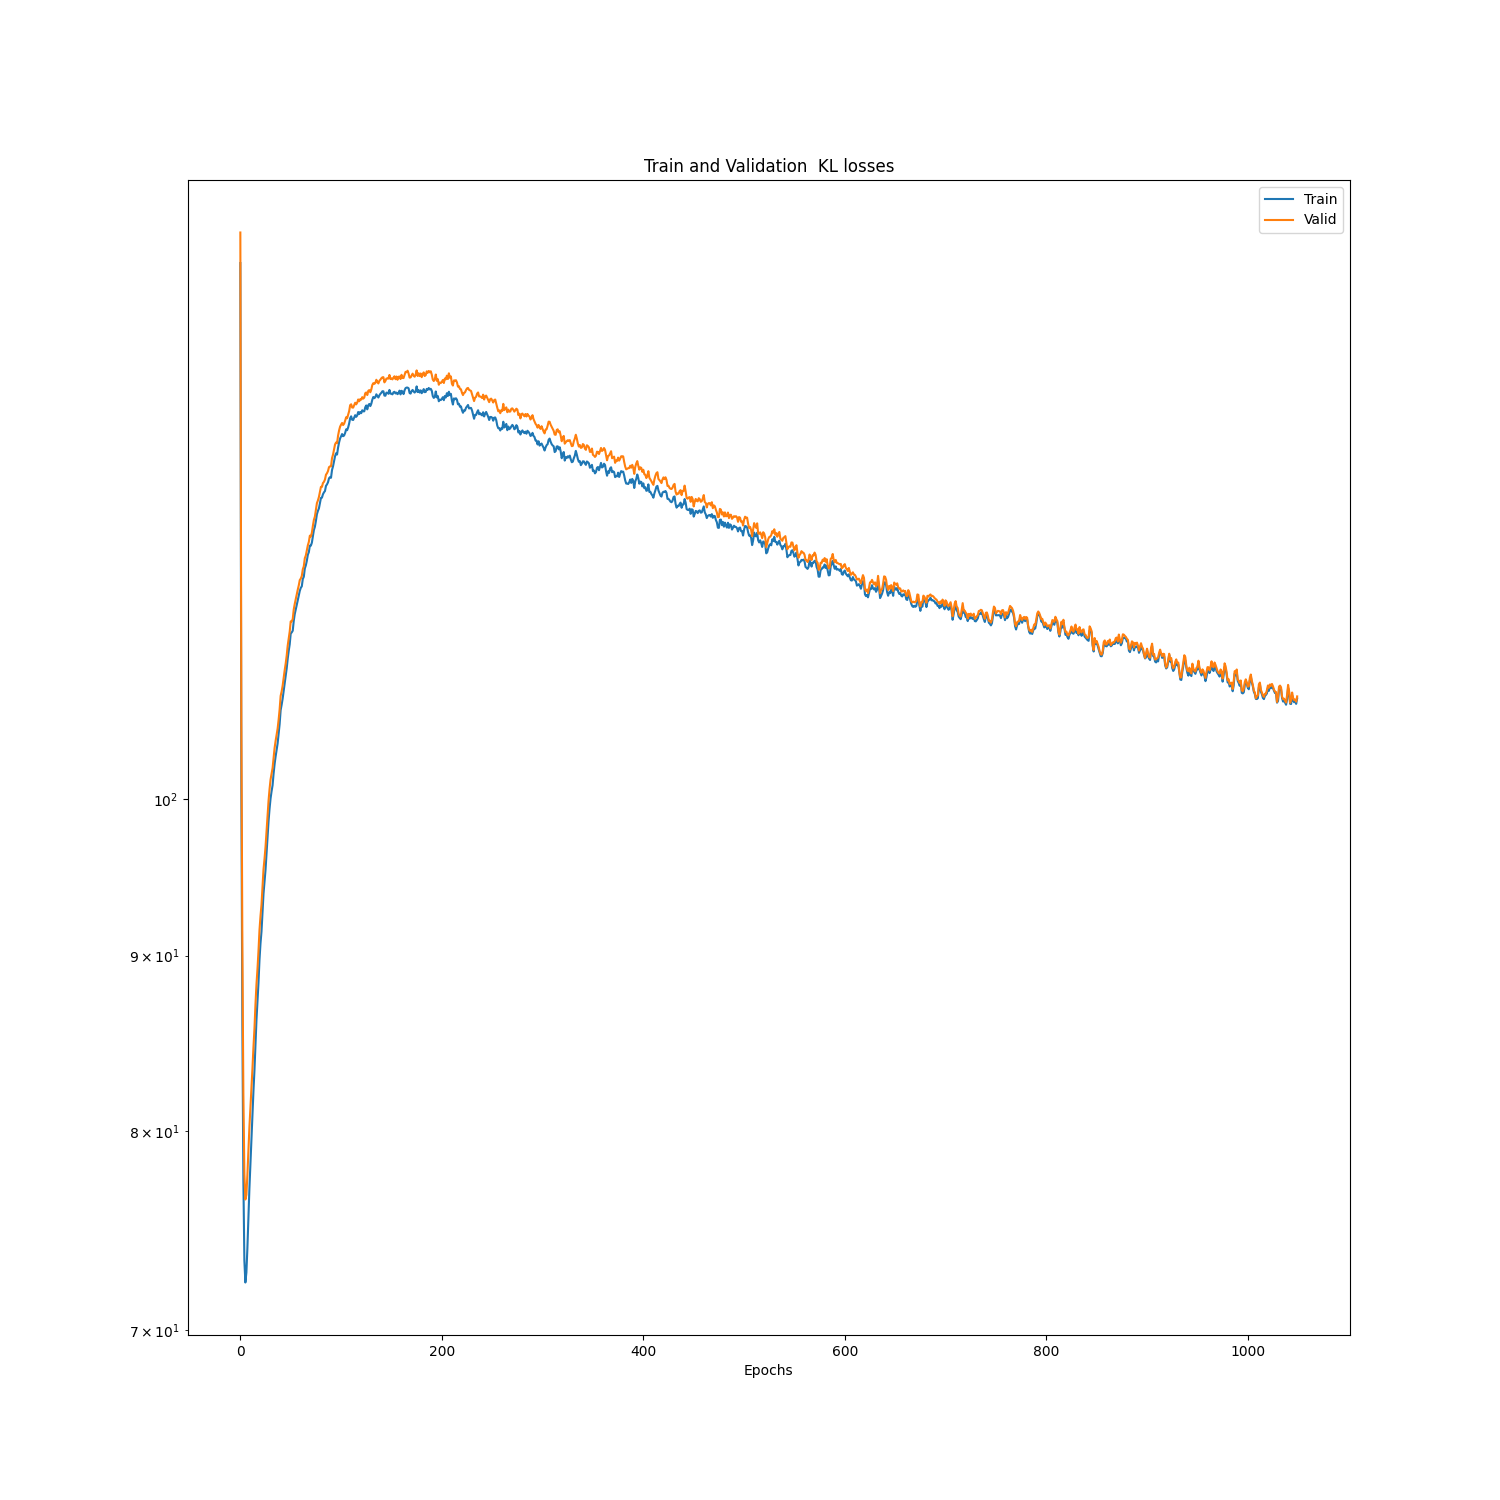 Train and Validation  KL losses
Train
Valid
10²
9 × 10¹
8 × 10¹
7 × 10¹
0 200 400 600 800 1000
Epochs